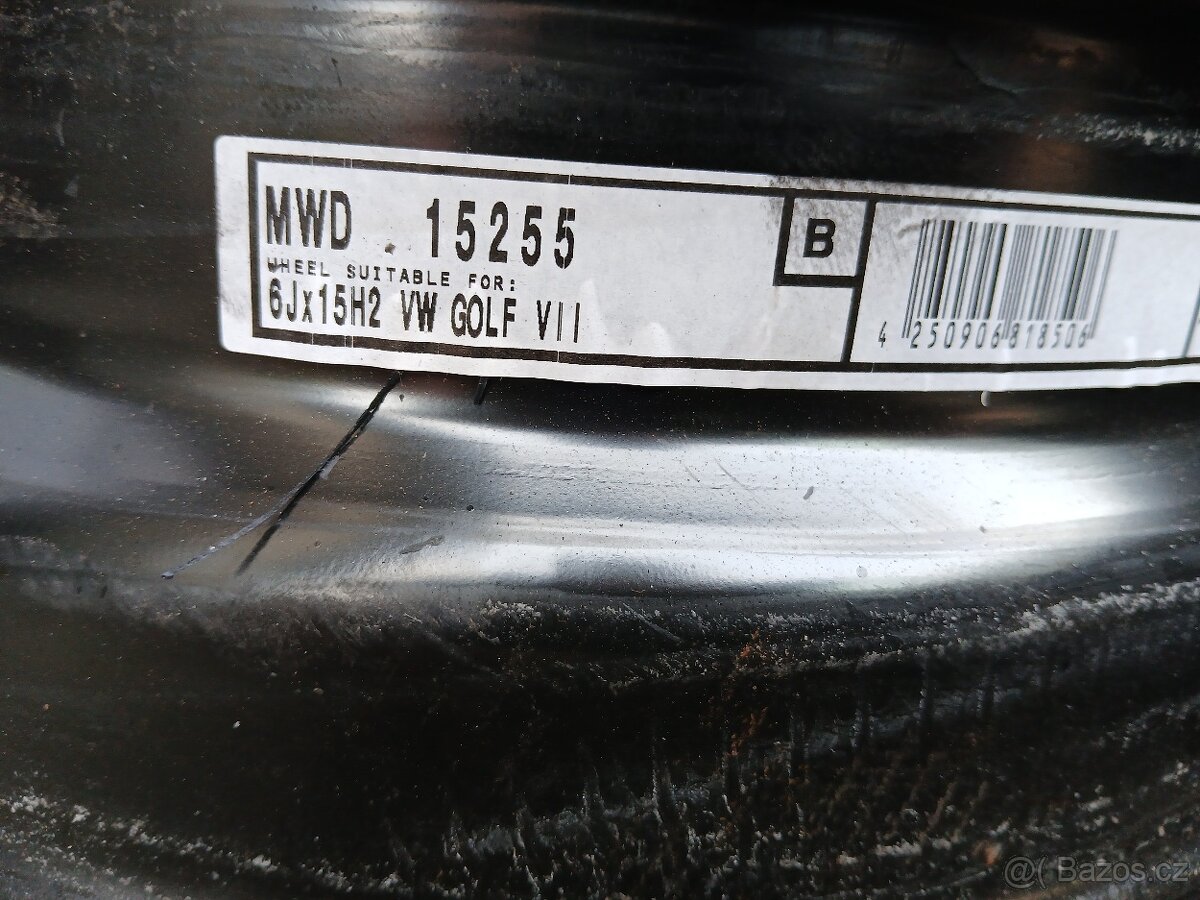 MWD 15255
WHEEL SUITABLE FOR:
6Jx15H2 VW GOLF VII
B
4 250906 818506
@( Bazos.cz